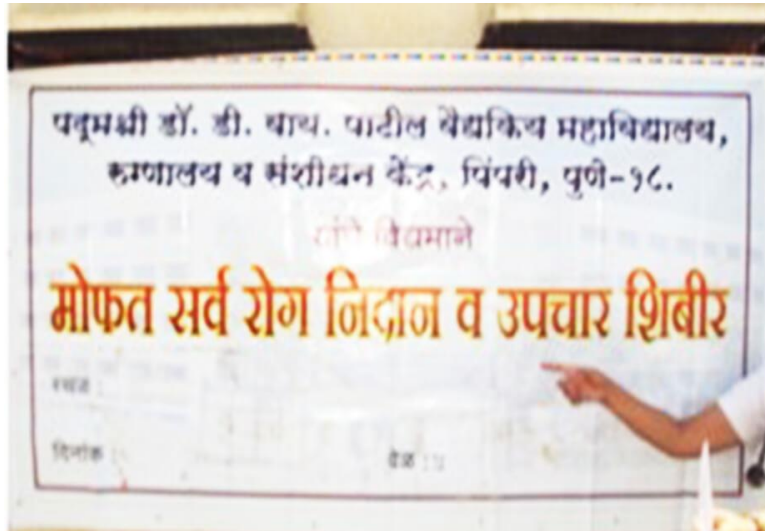 पद्मश्री डॉ. डी. वाय. पाटील वैद्यकिय महाविद्यालय,
रुग्णालय व संशोधन केंद्र, पिंपरी, पुणे-१८.
यांचे विद्यमाने
मोफत सर्व रोग निदान व उपचार शिबीर
स्थळ :
दिनांक :
वेळ :